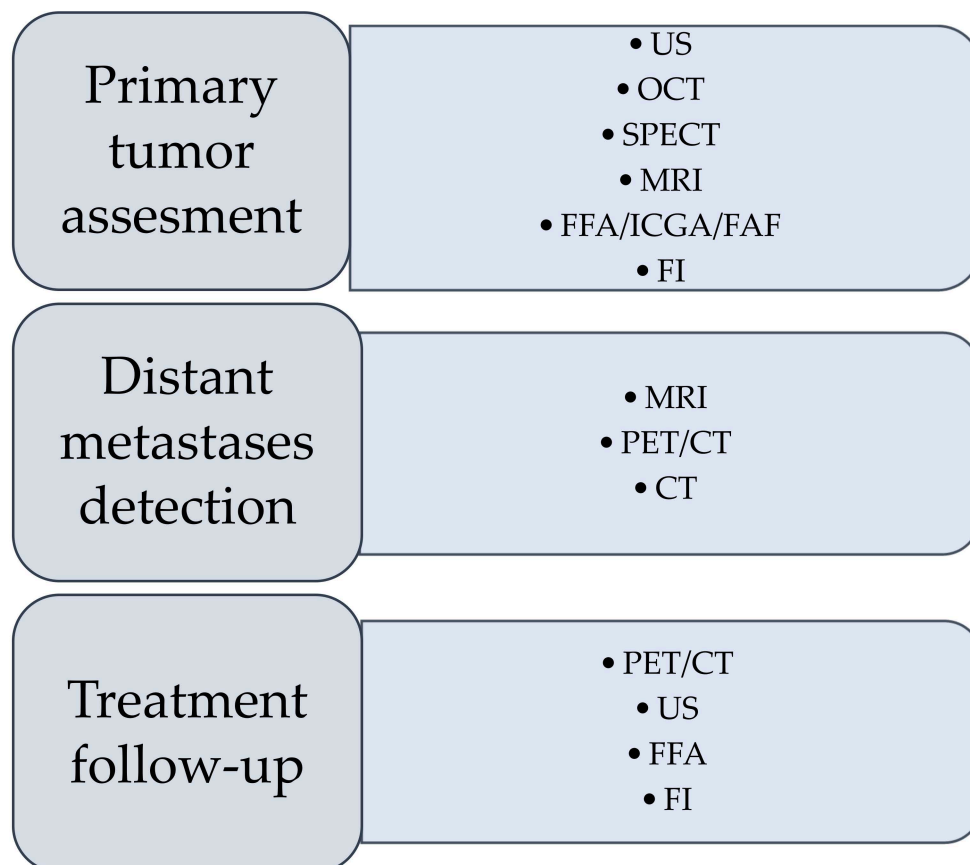 Primary
tumor
assesment
• US
• OCT
• SPECT
• MRI
• FFA/ICGA/FAF
• FI
Distant
metastases
detection
• MRI
• PET/CT
• CT
Treatment
follow-up
• PET/CT
• US
• FFA
• FI